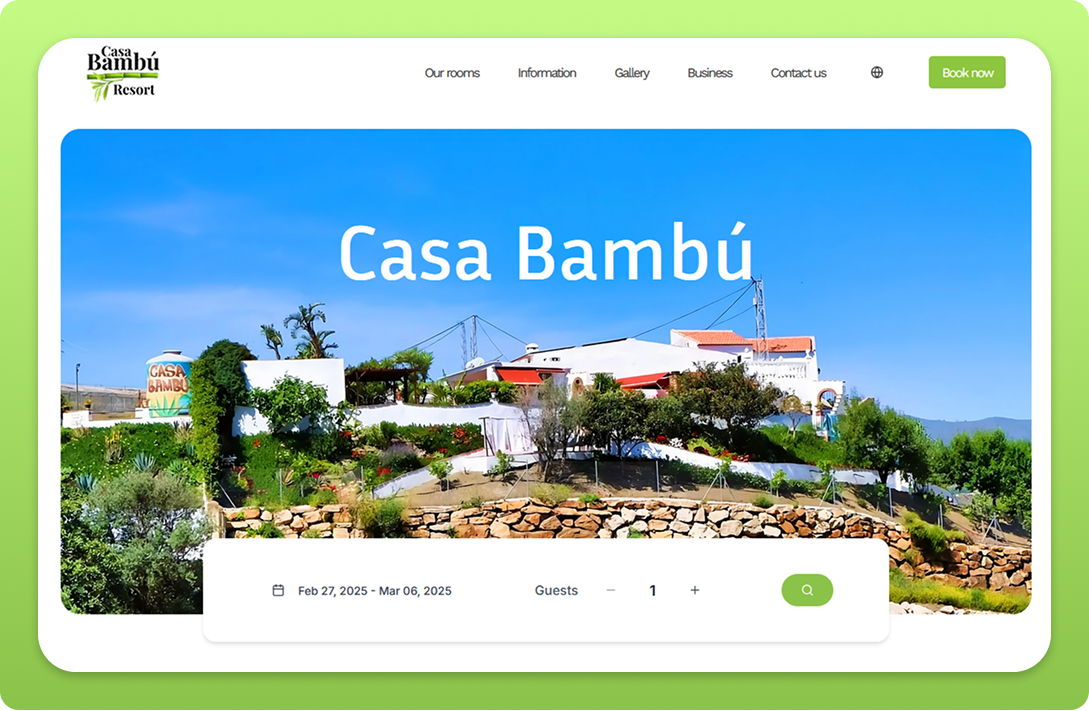 Casa
Bambú
Resort
Our rooms Information Gallery Business Contact us Book now
Casa Bambú
CASA
BAMBÚ
Feb 27, 2025 - Mar 06, 2025 Guests − 1 +